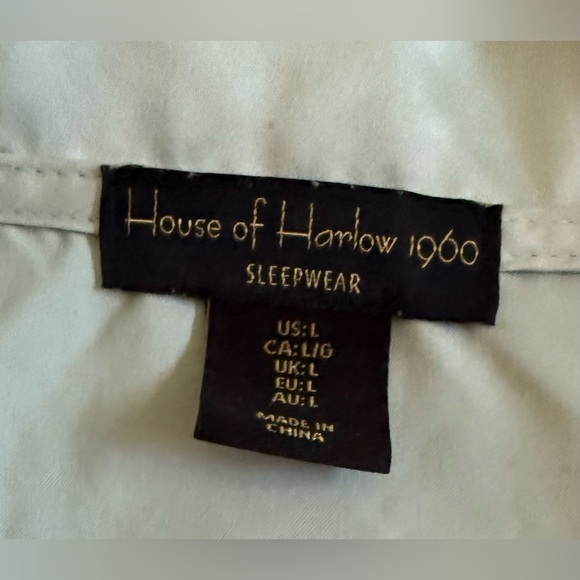 House of Harlow 1960
SLEEPWEAR
US: L
CA: L/G
UK: L
EU: L
AU: L
MADE IN
CHINA